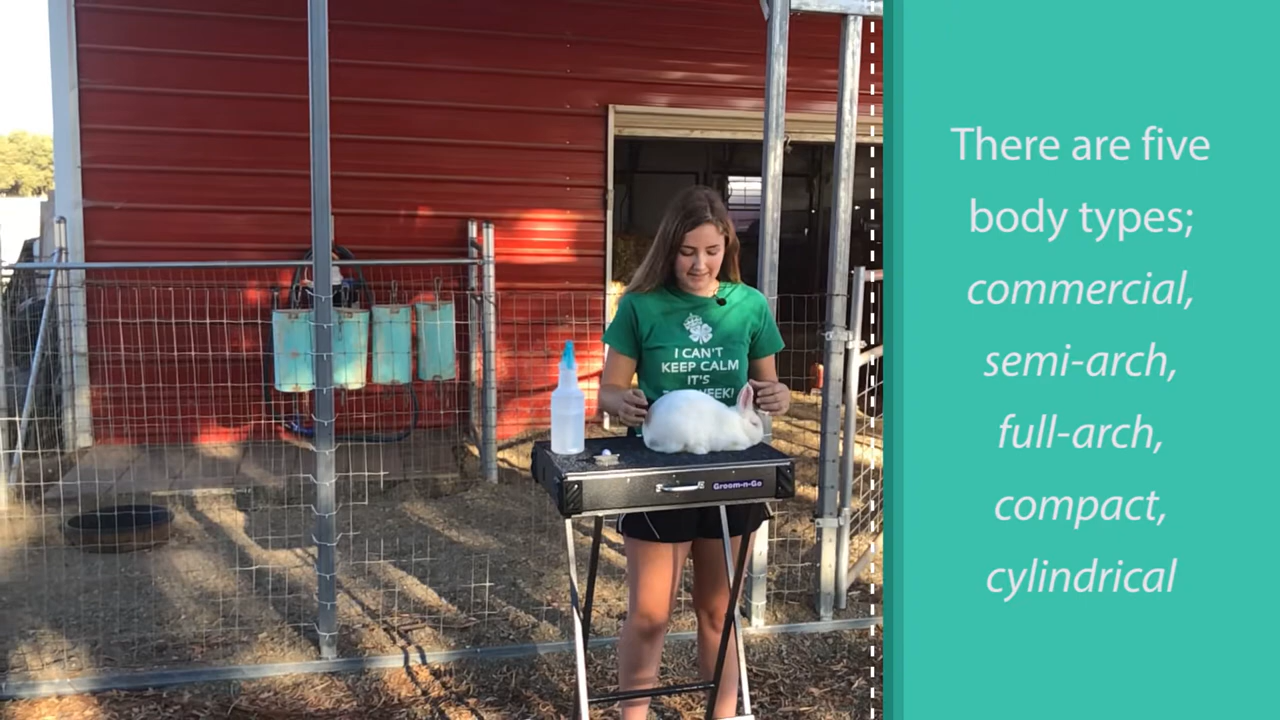 I CAN'T
KEEP CALM
IT'S
Groom-n-Go
There are five
body types;
commercial,
semi-arch,
full-arch,
compact,
cylindrical